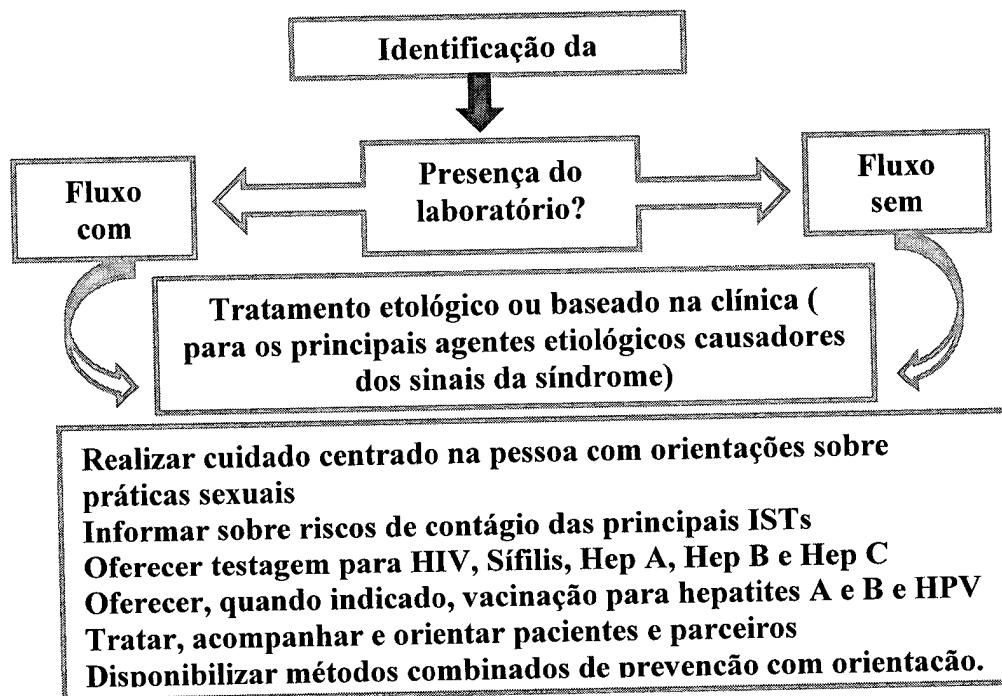 Identificação da
Presença do
laboratório?
Fluxo
com
Fluxo
sem
Tratamento etológico ou baseado na clínica (
para os principais agentes etiológicos causadores
dos sinais da síndrome)
Realizar cuidado centrado na pessoa com orientações sobre
práticas sexuais
Informar sobre riscos de contágio das principais ISTs
Oferecer testagem para HIV, Sífilis, Hep A, Hep B e Hep C
Oferecer, quando indicado, vacinação para hepatites A e B e HPV
Tratar, acompanhar e orientar pacientes e parceiros
Disponibilizar métodos combinados de prevenção com orientação.